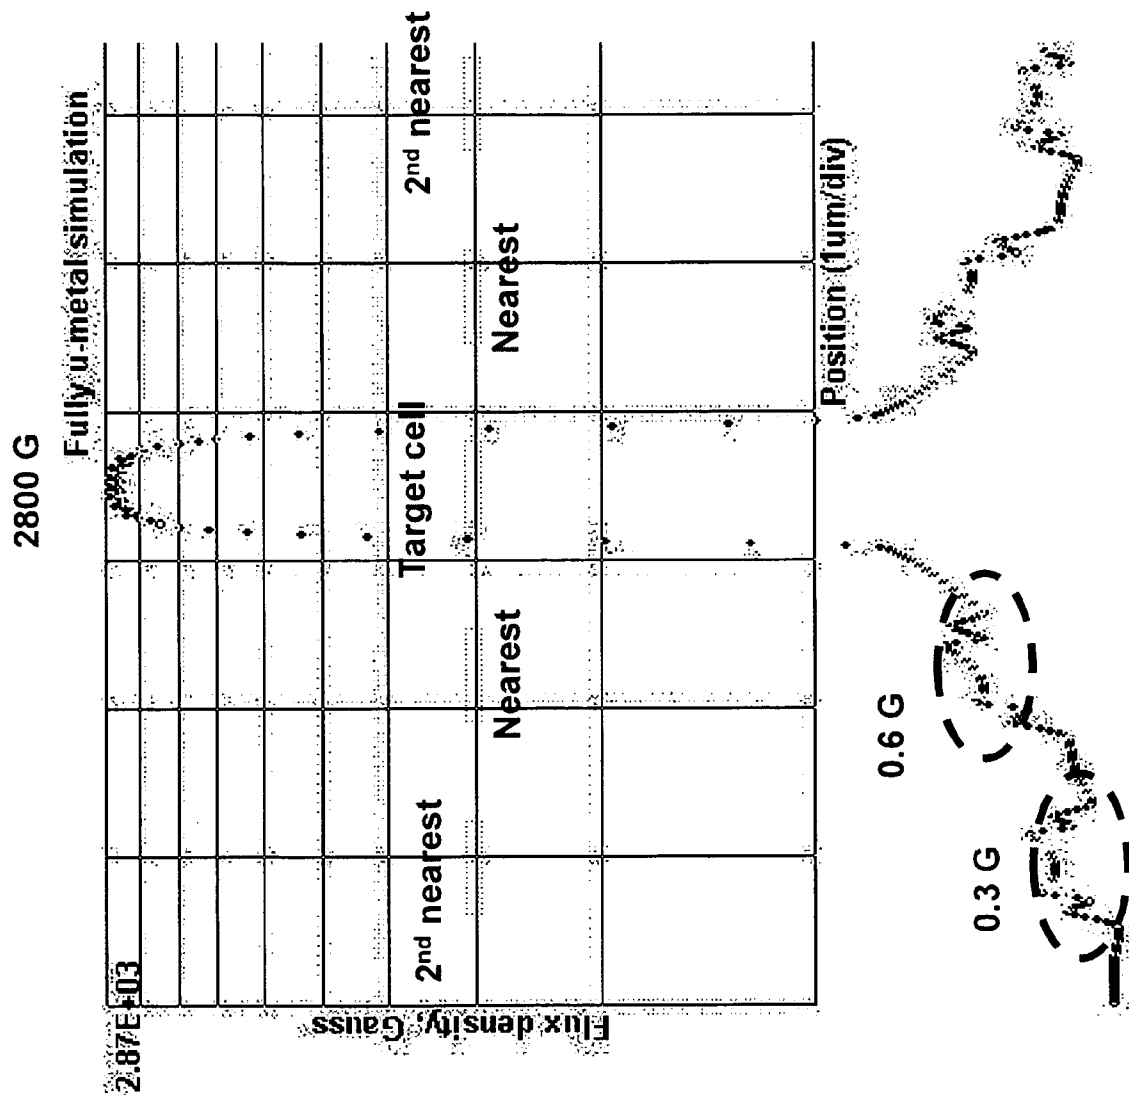 2800 G
Fully u-metal simulation
2.87E+03
Flux density, Gauss
2nd nearest
Nearest
Target cell
Nearest
2nd nearest
Position (1um/div)
0.6 G
0.3 G